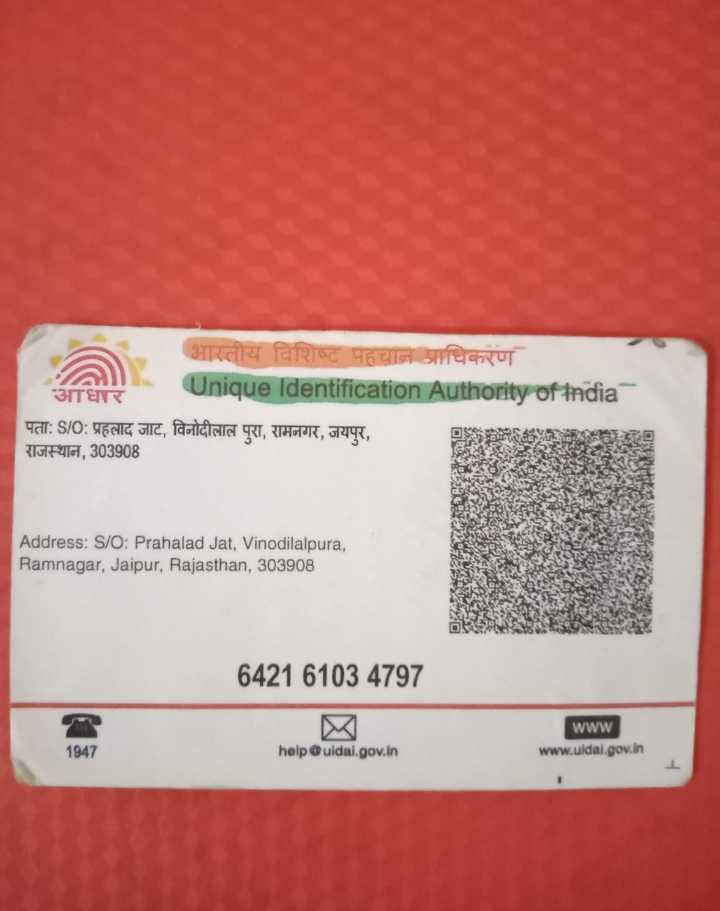 भारतीय विशिष्ट पहचान प्राधिकरण
Unique Identification Authority of India
आधार
पता: S/O: प्रहलाद जाट, विनोदीलाल पुरा, रामनगर, जयपुर,
राजस्थान, 303908
Address: S/O: Prahalad Jat, Vinodilalpura,
Ramnagar, Jaipur, Rajasthan, 303908
6421 6103 4797
1947
help@uidai.gov.in
www
www.uidai.gov.in